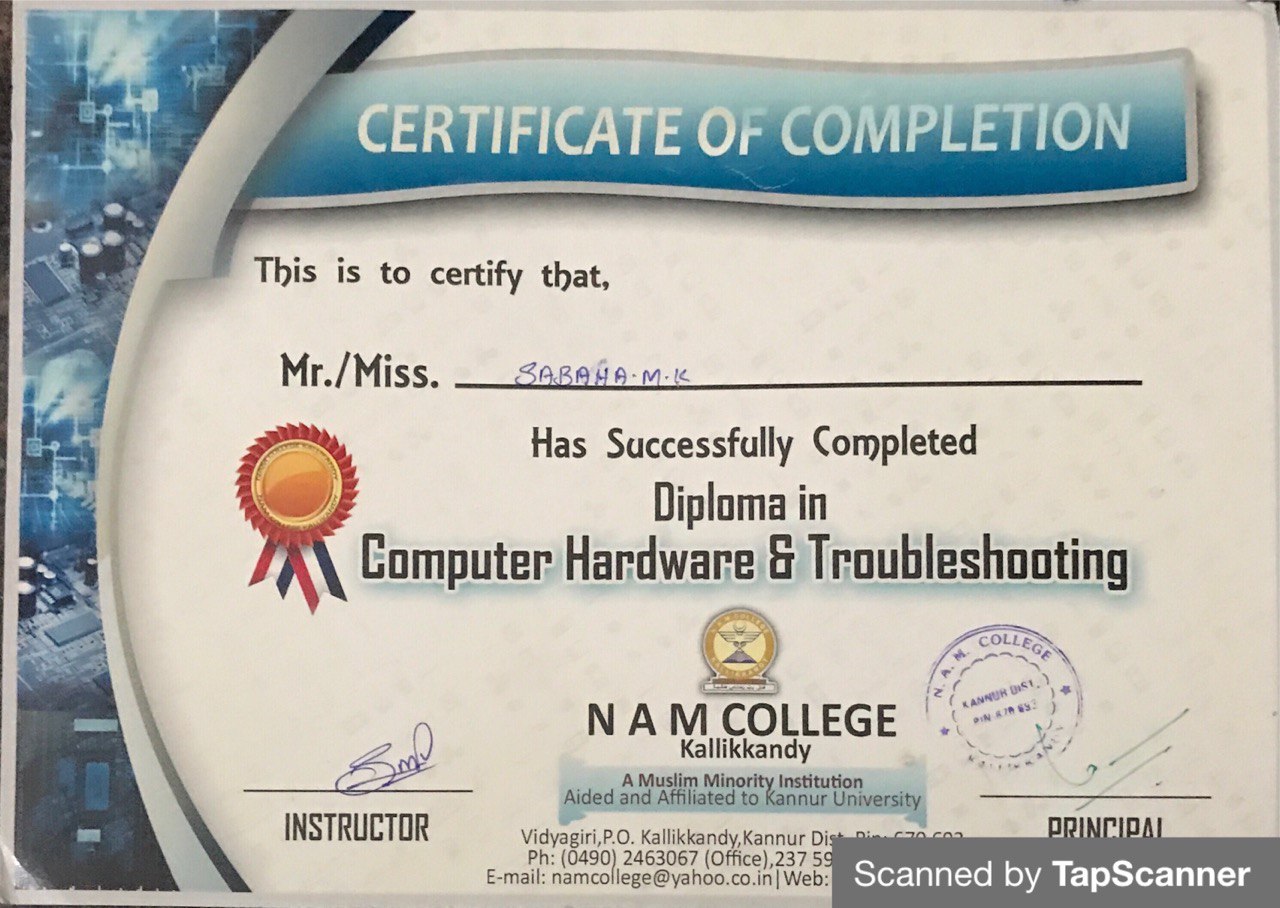 CERTIFICATE OF COMPLETION
This is to certify that,
Mr./Miss. SABAHA.M.K
Has Successfully Completed
Diploma in
Computer Hardware & Troubleshooting
N. A. M. COLLEGE
KANNUR DIST.
PIN-670 693
KALLIKKANDY
N A M COLLEGE
Kallikkandy
A Muslim Minority Institution
Aided and Affiliated to Kannur University
INSTRUCTOR
PRINCIPAL
Vidyagiri,P.O. Kallikkandy,Kannur Dist. Pin: 670 693
Ph: (0490) 2463067 (Office),237 59
E-mail: namcollege@yahoo.co.in|Web:
Scanned by TapScanner